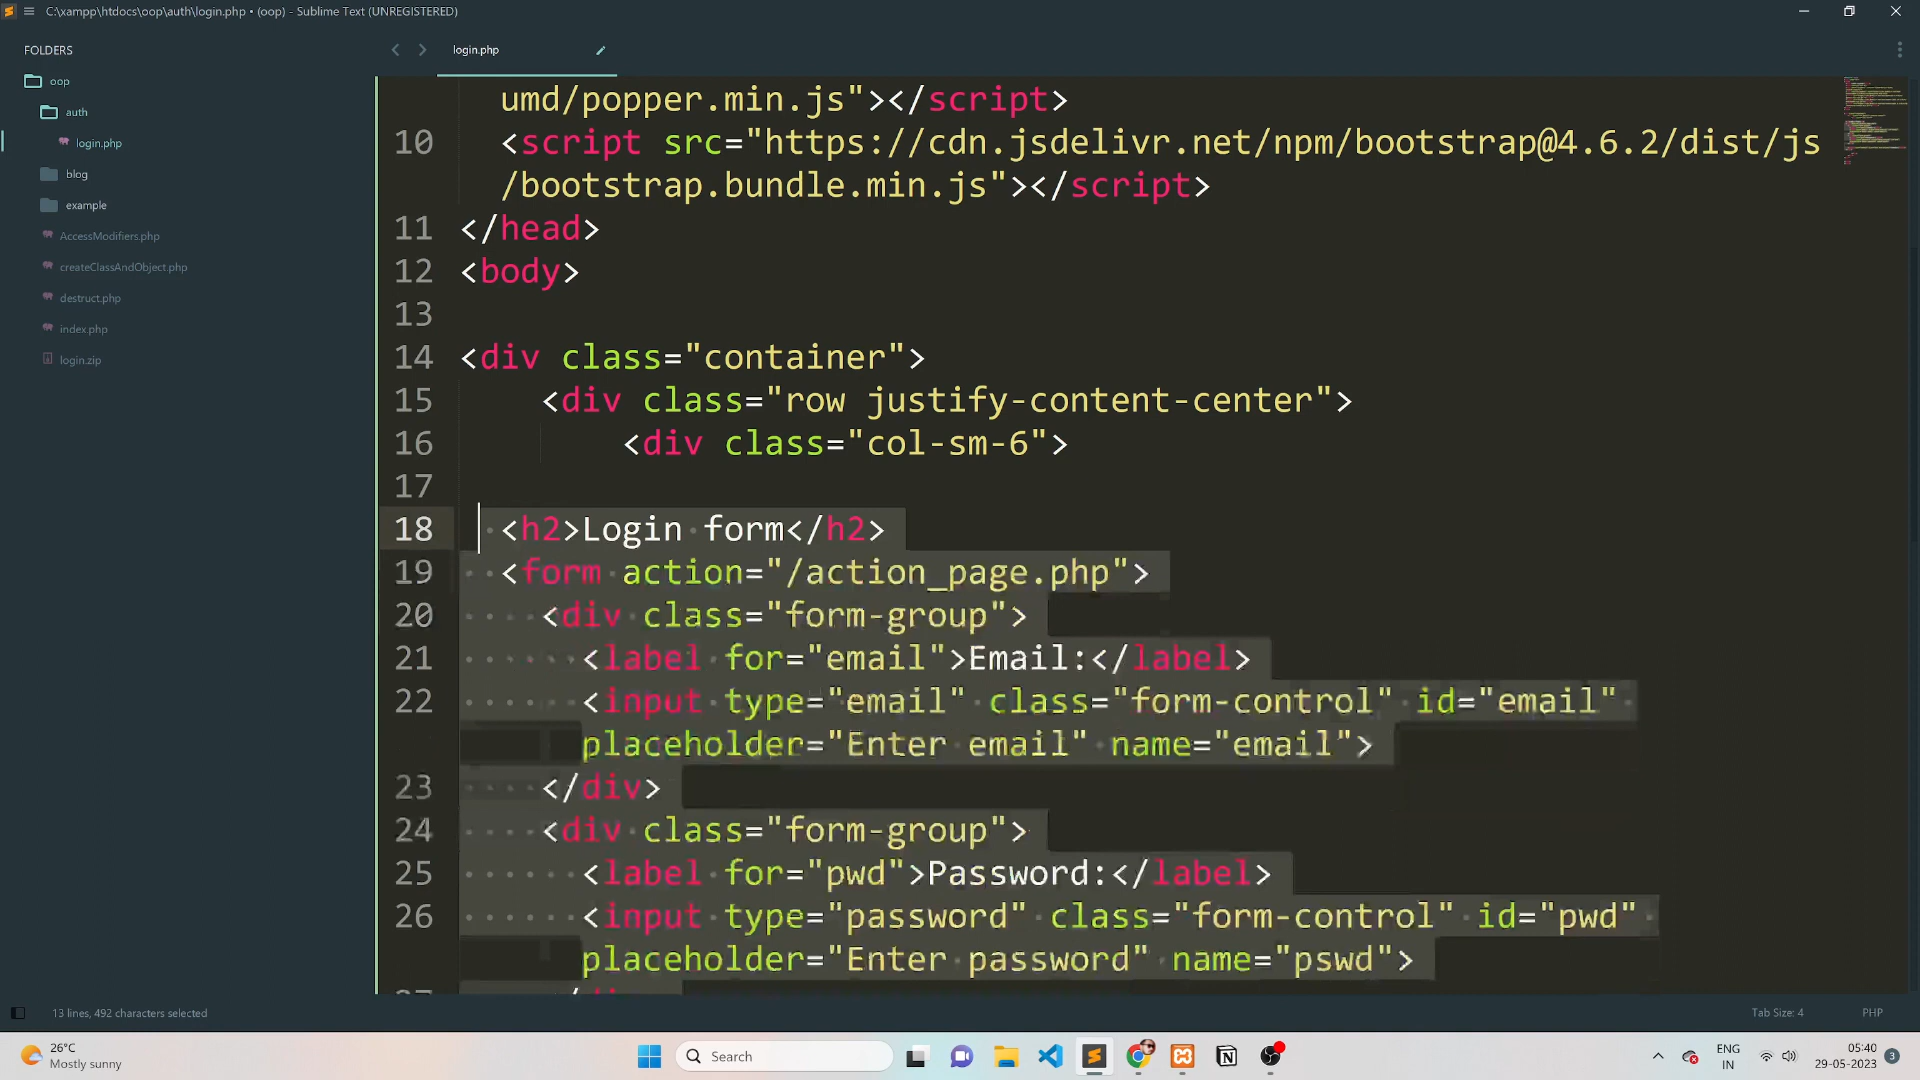 C:\xampp\htdocs\oop\auth\login.php • (oop) - Sublime Text (UNREGISTERED)
FOLDERS
oop
auth
login.php
blog
example
AccessModifiers.php
createClassAndObject.php
destruct.php
index.php
login.zip
login.php
umd/popper.min.js"></script>
10 <script src="https://cdn.jsdelivr.net/npm/bootstrap@4.6.2/dist/js
/bootstrap.bundle.min.js"></script>
11 </head>
12 <body>
13
14 <div class="container">
15 <div class="row justify-content-center">
16 <div class="col-sm-6">
17
18 <h2>Login form</h2>
19 <form action="/action_page.php">
20 <div class="form-group">
21 <label for="email">Email:</label>
22 <input type="email" class="form-control" id="email"
placeholder="Enter email" name="email">
23 </div>
24 <div class="form-group">
25 <label for="pwd">Password:</label>
26 <input type="password" class="form-control" id="pwd"
placeholder="Enter password" name="pswd">
13 lines, 492 characters selected
Tab Size: 4
PHP
26°C
Mostly sunny
Search
ENG
IN
05:40
29-05-2023
3